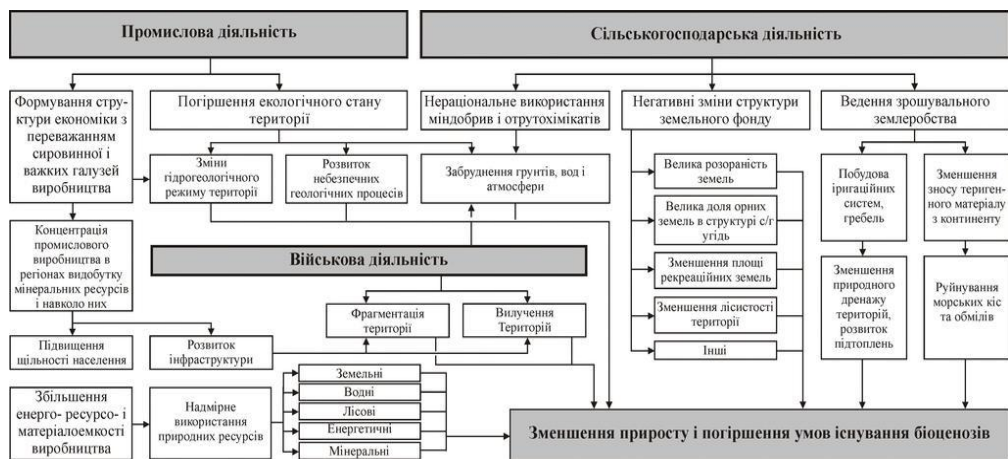 Промислова діяльність
Сільськогосподарська діяльність
Формування стру-
ктури економіки з
переважанням
сировинної і
важких галузей
виробництва
Погіршення екологічного стану
території
Нераціональне використання
міндобрив і отрутохімікатів
Негативні зміни структури
земельного фонду
Ведення зрошувального
землеробства
Зміни
гідрогеологічного
режиму території
Розвиток
небезпечних
геологічних процесів
Забруднення грунтів, вод і
атмосфери
Велика розораність
земель
Велика доля орних
земель в структурі с/г
угідь
Зменшення площі
рекреаційних земель
Зменшення лісистості
території
Інші
Побудова
іригаційних
систем,
гребель
Зменшення
зносу териген-
ного матеріалу
з континенту
Концентрація
промислового
виробництва в
регіонах видобутку
мінеральних ресурсів
і навколо них
Військова діяльність
Зменшення
природного
дренажу
територій,
розвиток
підтоплень
Руйнування
морських кіс
та обмілів
Фрагментація
території
Вилучення
Територій
Підвищення
щільності населення
Розвиток
інфраструктури
Збільшення
енерго- ресурсо- і
матеріалоемкості
виробництва
Надмірне
використання
природних ресурсів
Земельні
Водні
Лісові
Енергетичні
Мінеральні
Зменшення приросту і погіршення умов існування біоценозів